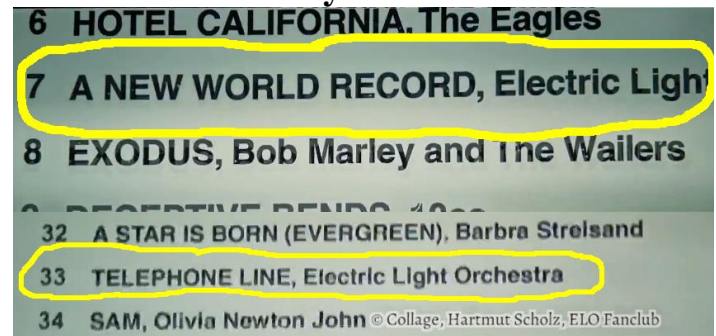 6 HOTEL CALIFORNIA, The Eagles
7 A NEW WORLD RECORD, Electric Light
8 EXODUS, Bob Marley and The Wailers
32 A STAR IS BORN (EVERGREEN), Barbra Streisand
33 TELEPHONE LINE, Electric Light Orchestra
34 SAM, Olivia Newton John © Collage, Hartmut Scholz, ELO Fanclub